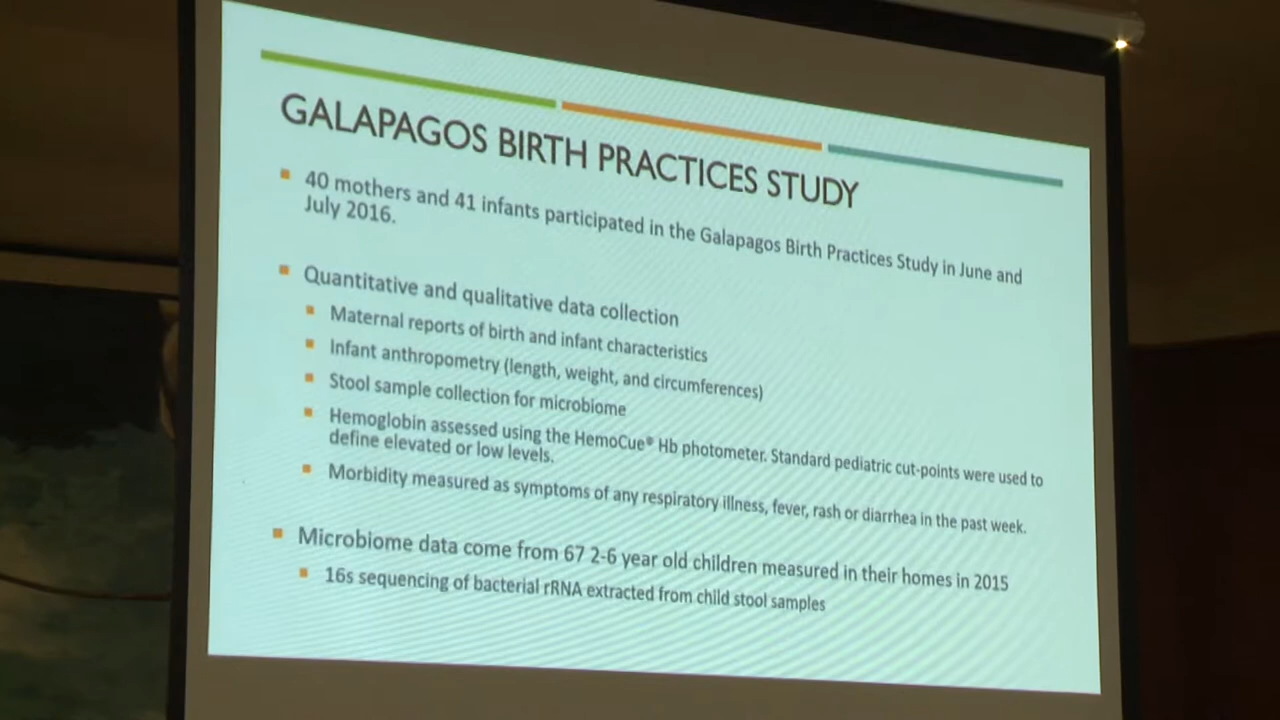 GALAPAGOS BIRTH PRACTICES STUDY
40 mothers and 41 infants participated in the Galapagos Birth Practices Study in June and
July 2016.
Quantitative and qualitative data collection
Maternal reports of birth and infant characteristics
Infant anthropometry (length, weight, and circumferences)
Stool sample collection for microbiome
Hemoglobin assessed using the HemoCue® Hb photometer. Standard pediatric cut-points were used to
define elevated or low levels.
Morbidity measured as symptoms of any respiratory illness, fever, rash or diarrhea in the past week.
Microbiome data come from 67 2-6 year old children measured in their homes in 2015
16s sequencing of bacterial rRNA extracted from child stool samples